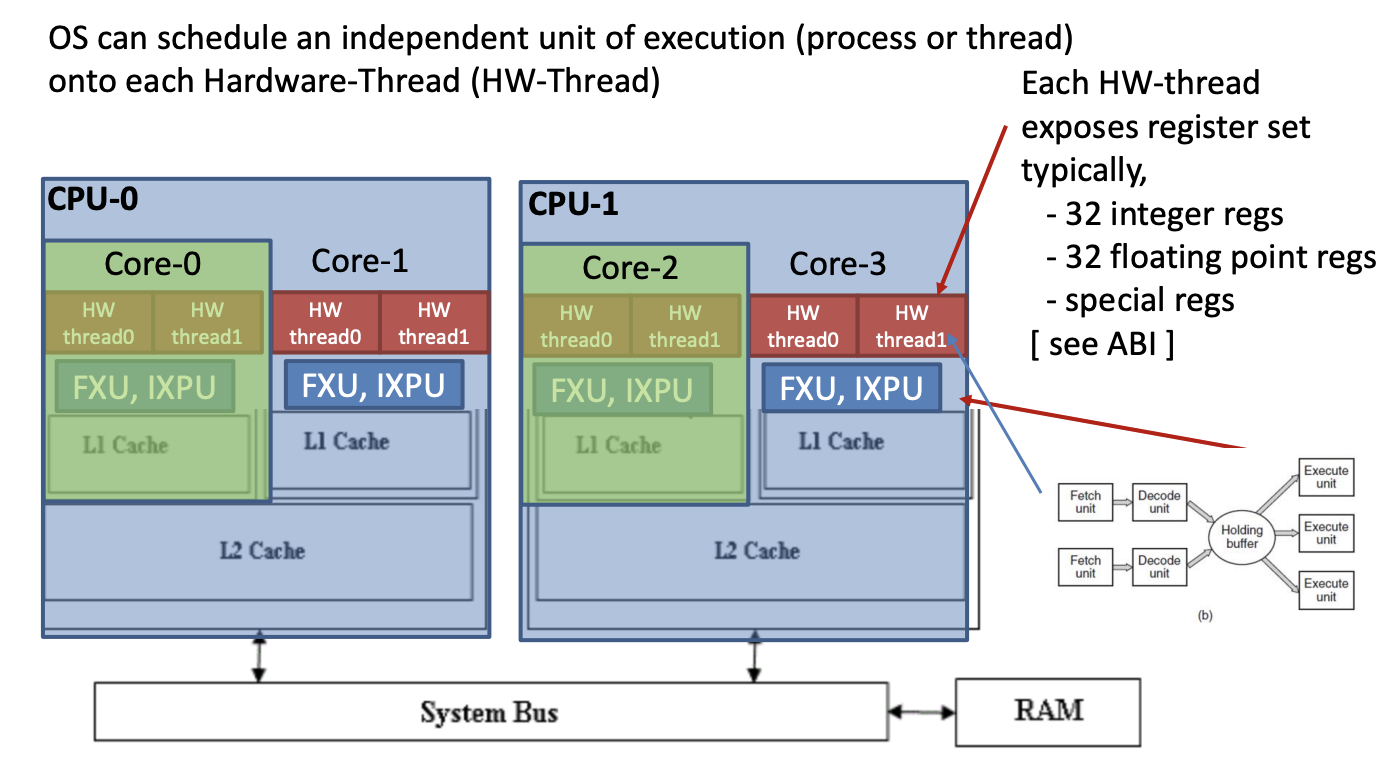 OS can schedule an independent unit of execution (process or thread)
onto each Hardware-Thread (HW-Thread)
Each HW-thread
exposes register set
typically,
- 32 integer regs
- 32 floating point regs
- special regs
[ see ABI ]
CPU-0
Core-0
Core-1
HW
thread0
HW
thread1
HW
thread0
HW
thread1
FXU, IXPU
FXU, IXPU
L1 Cache
L1 Cache
L2 Cache
CPU-1
Core-2
Core-3
HW
thread0
HW
thread1
HW
thread0
HW
thread1
FXU, IXPU
FXU, IXPU
L1 Cache
L1 Cache
L2 Cache
Fetch
unit
Decode
unit
Fetch
unit
Decode
unit
Holding
buffer
Execute
unit
Execute
unit
Execute
unit
(b)
System Bus
RAM